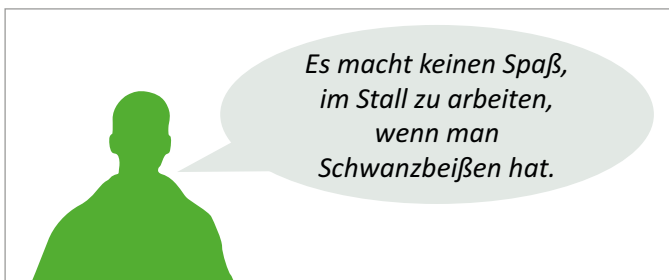 Es macht keinen Spaß,
im Stall zu arbeiten,
wenn man
Schwanzbeißen hat.